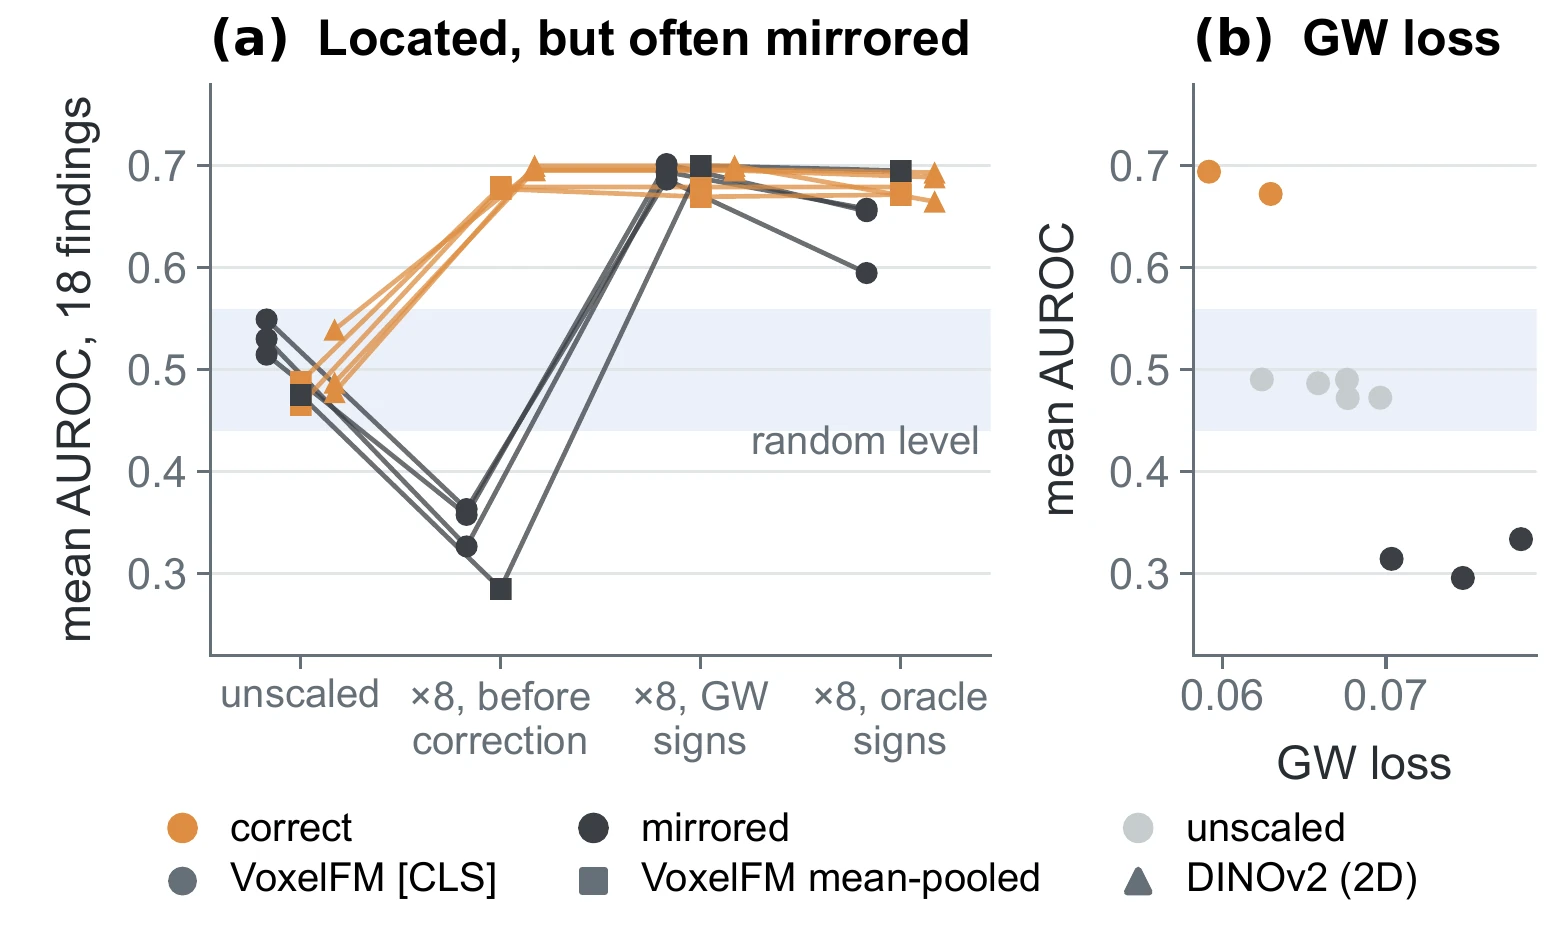 (a) Located, but often mirrored
mean AUROC, 18 findings
0.7
0.6
0.5
0.4
0.3
random level
unscaled
×8, before
correction
×8, GW
signs
×8, oracle
signs
(b) GW loss
mean AUROC
0.7
0.6
0.5
0.4
0.3
0.06
0.07
GW loss
correct
mirrored
unscaled
VoxelFM [CLS]
VoxelFM mean-pooled
DINOv2 (2D)